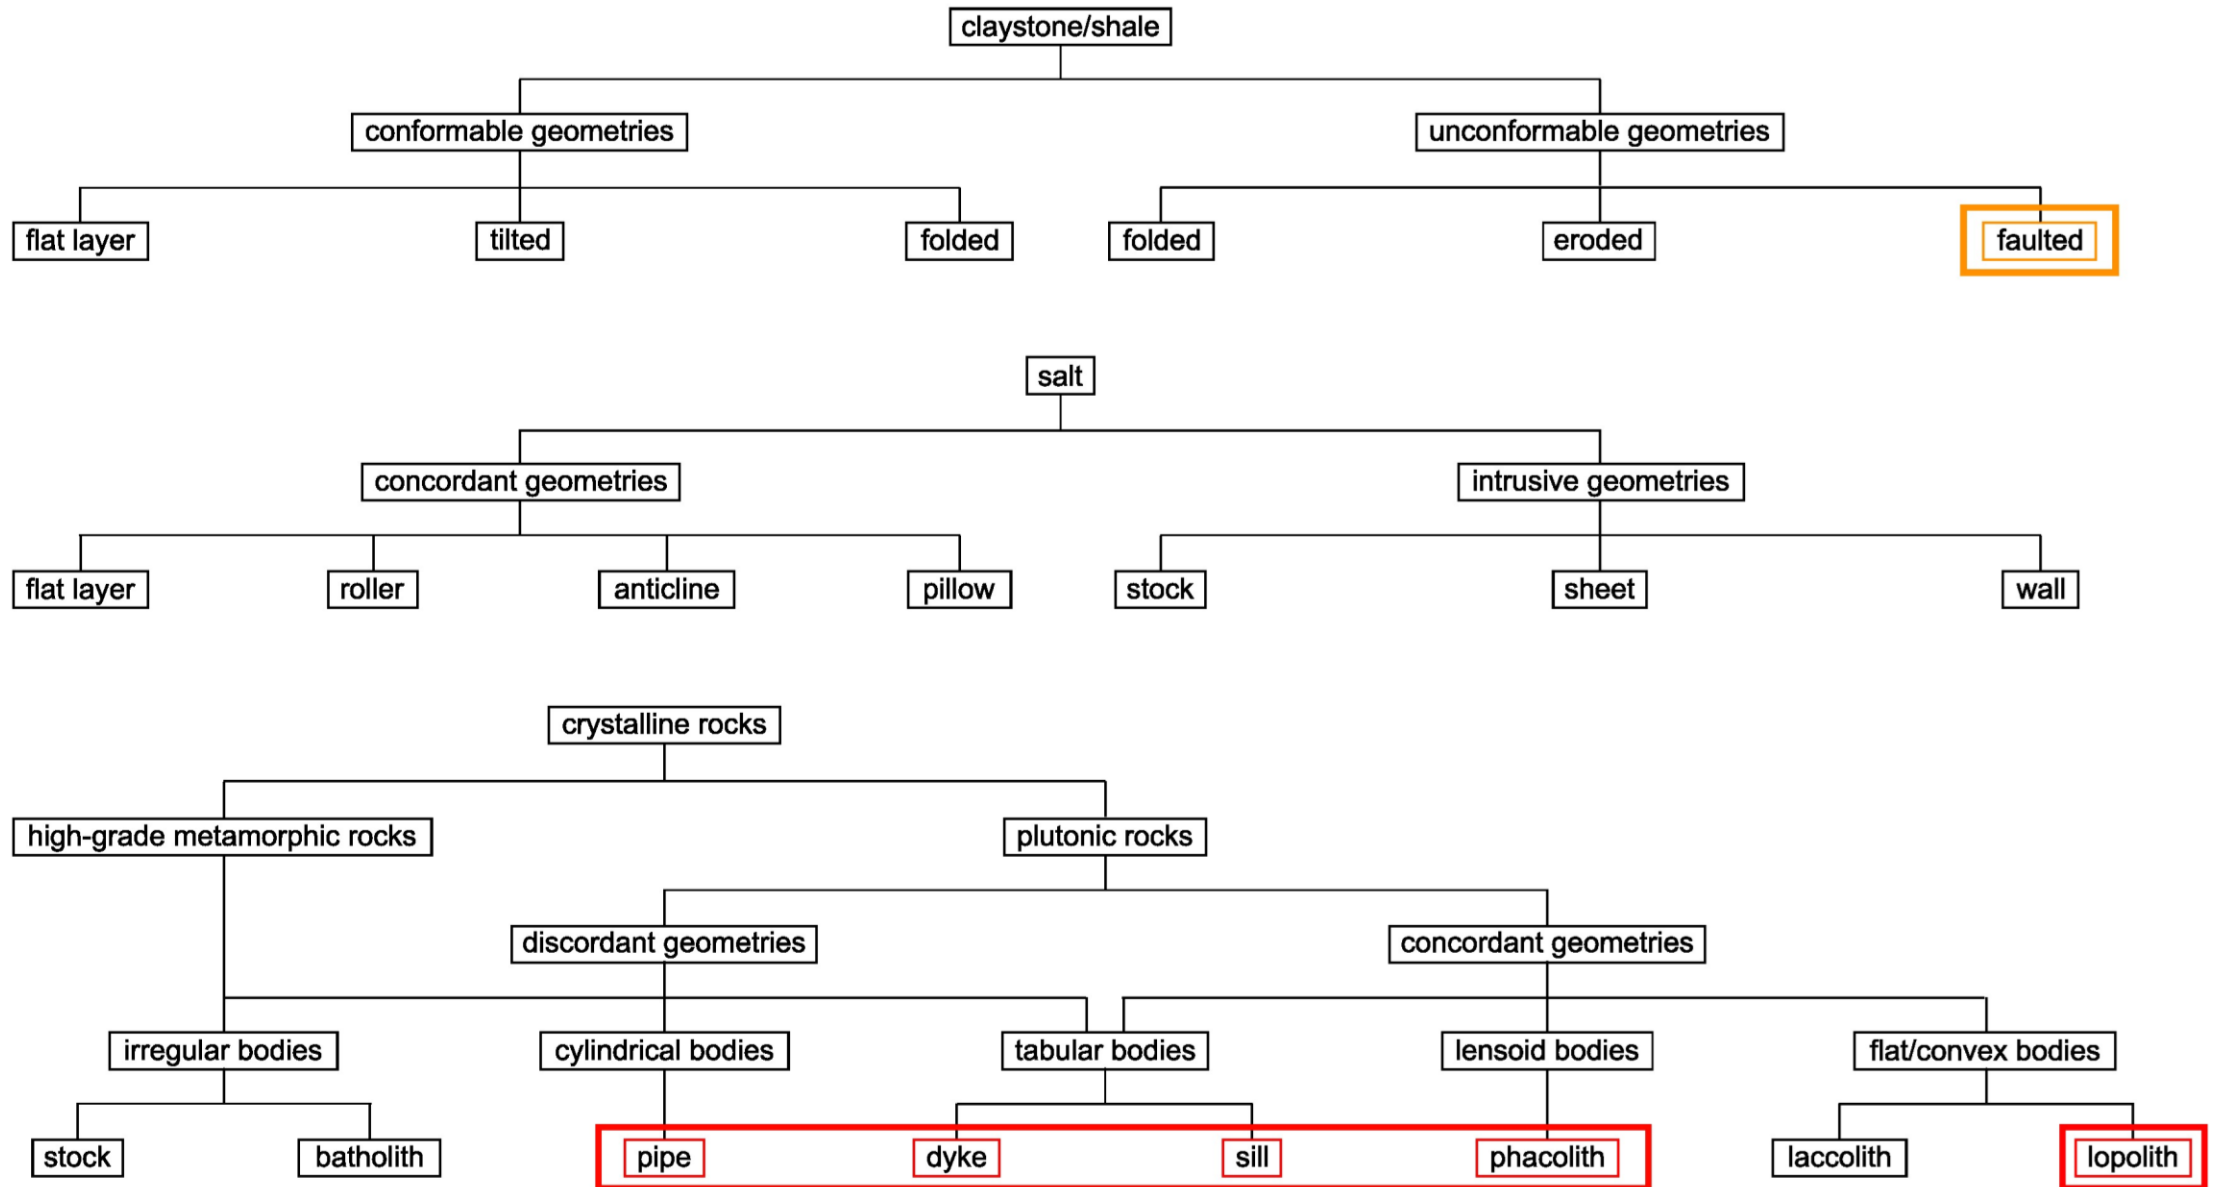 claystone/shale
conformable geometries unconformable geometries
flat layer tilted folded folded eroded faulted
salt
concordant geometries intrusive geometries
flat layer roller anticline pillow stock sheet wall
crystalline rocks
high-grade metamorphic rocks plutonic rocks
discordant geometries concordant geometries
irregular bodies cylindrical bodies tabular bodies lensoid bodies flat/convex bodies
stock batholith pipe dyke sill phacolith laccolith lopolith